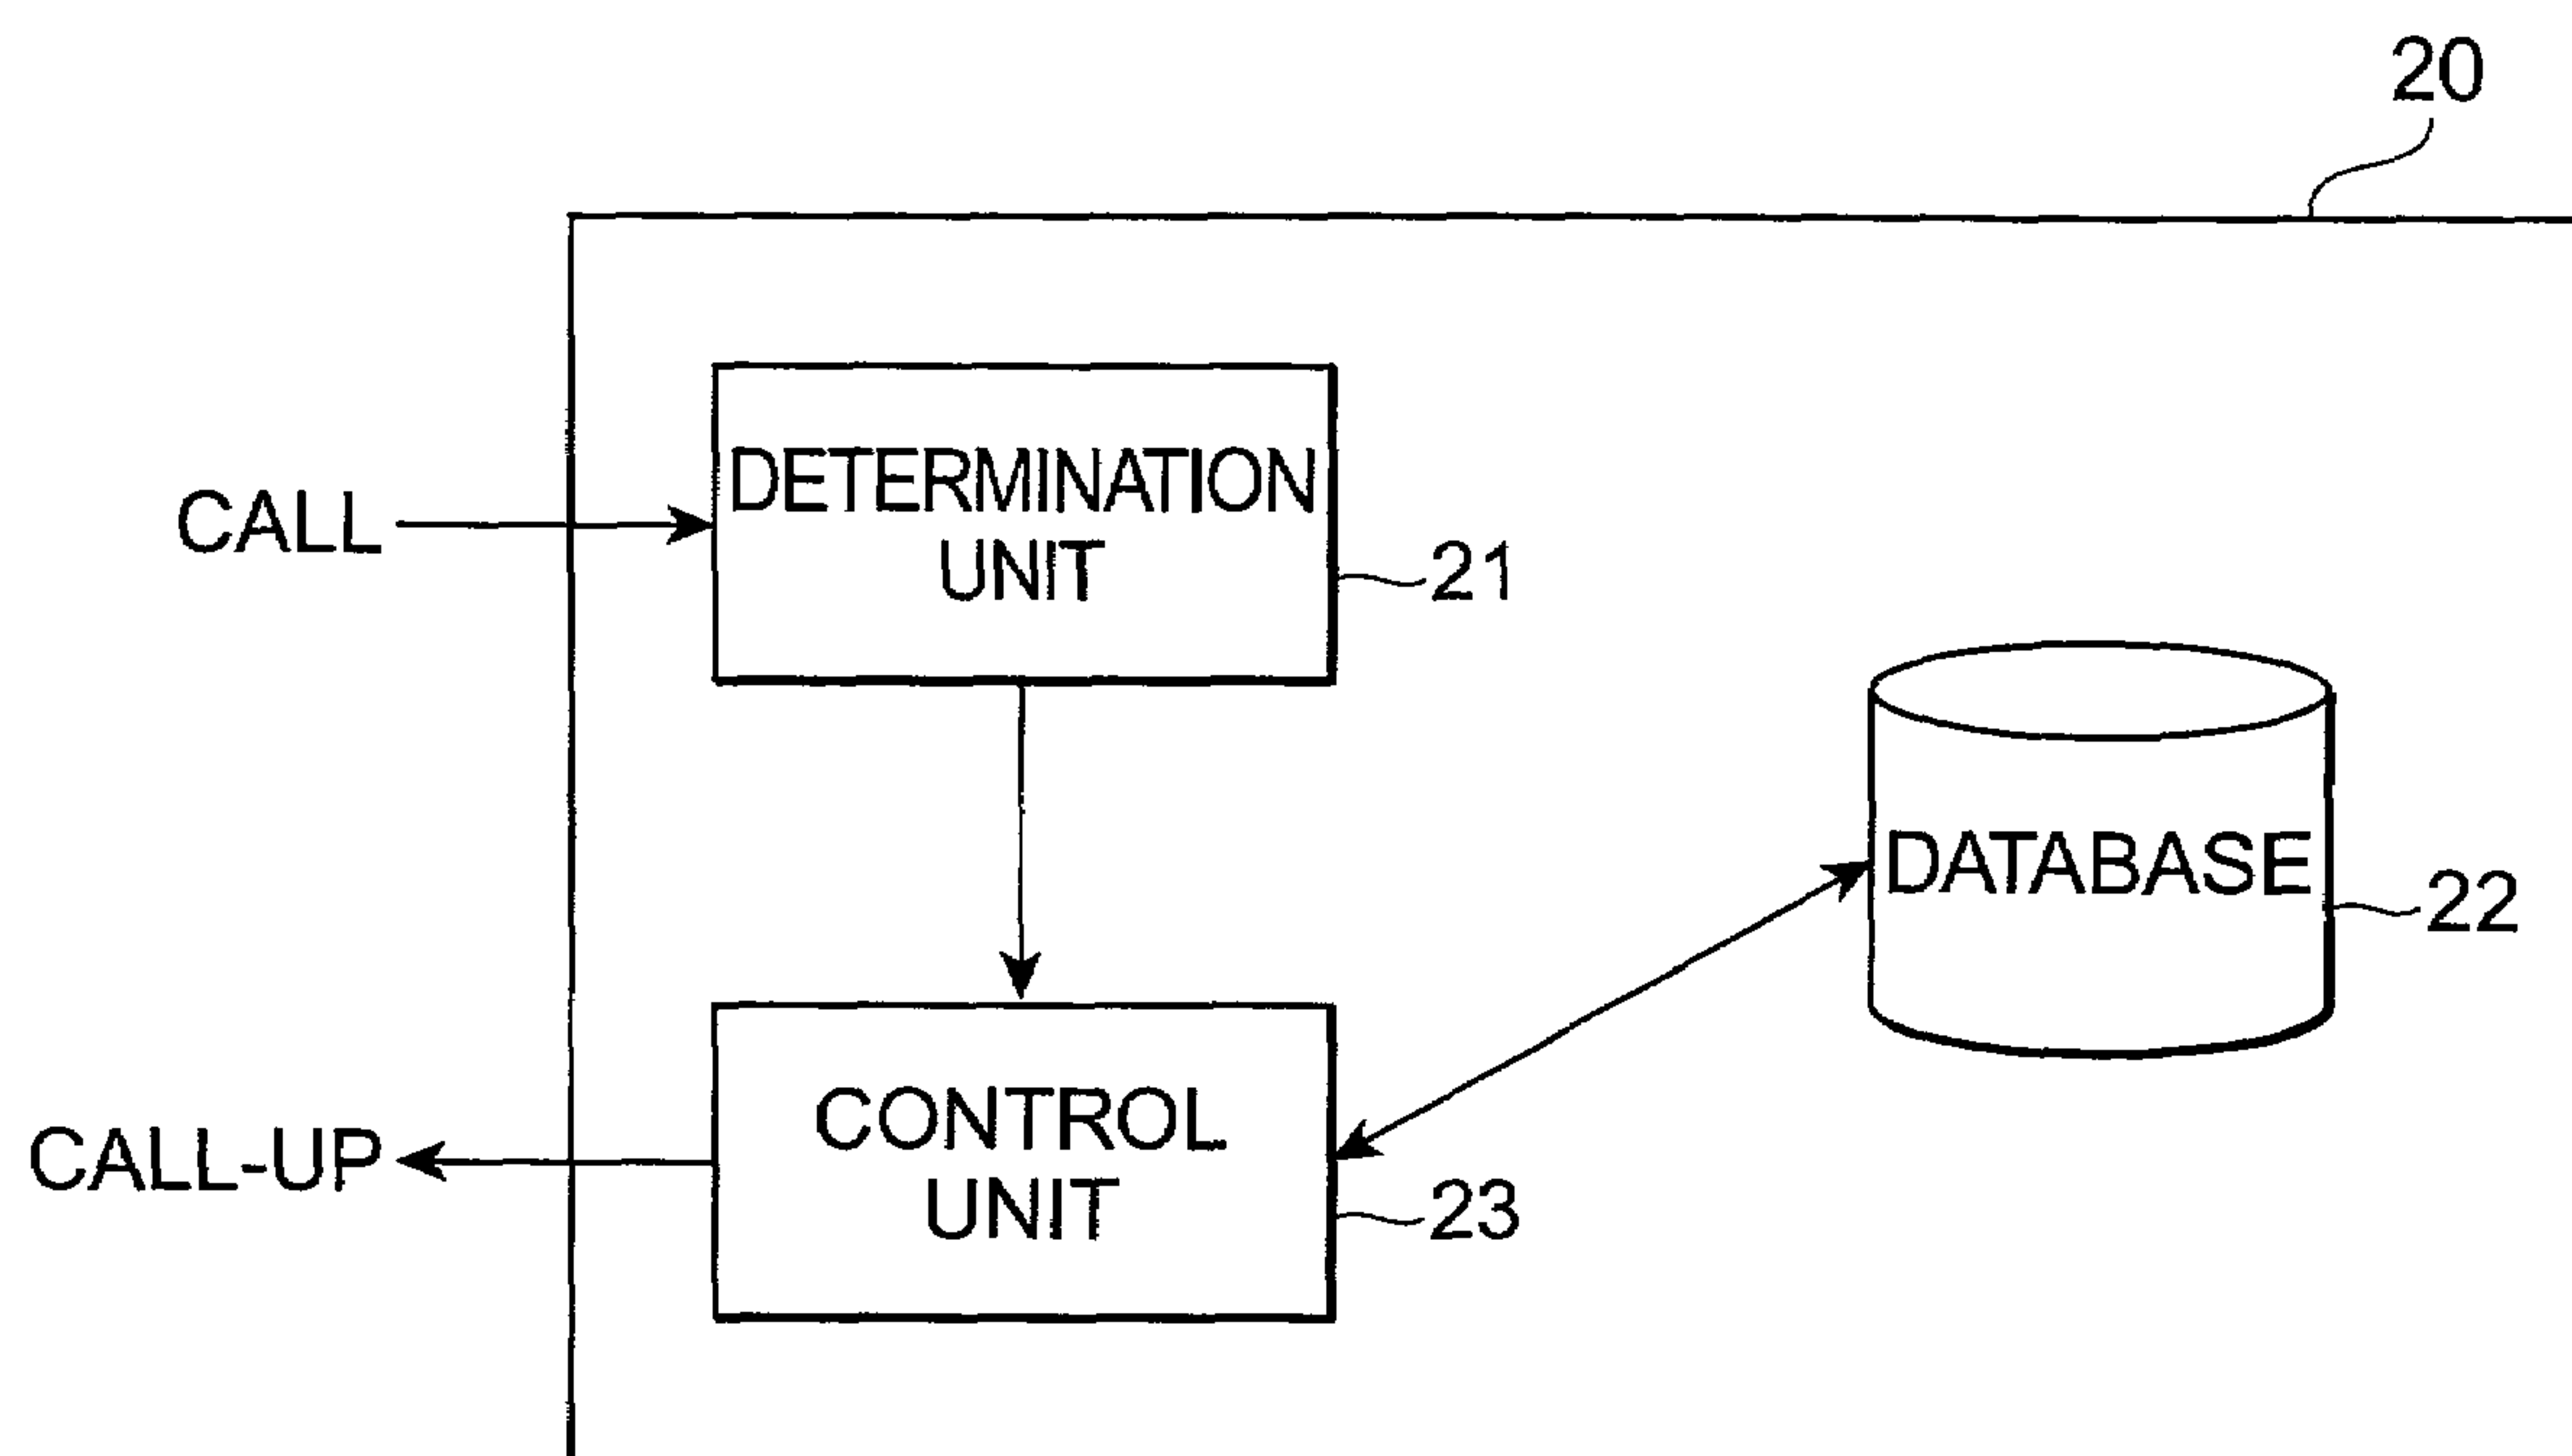 20
DETERMINATION
CALL
UNIT
21
DATABASE
22
CONTROL
CALL-UP
UNIT
23